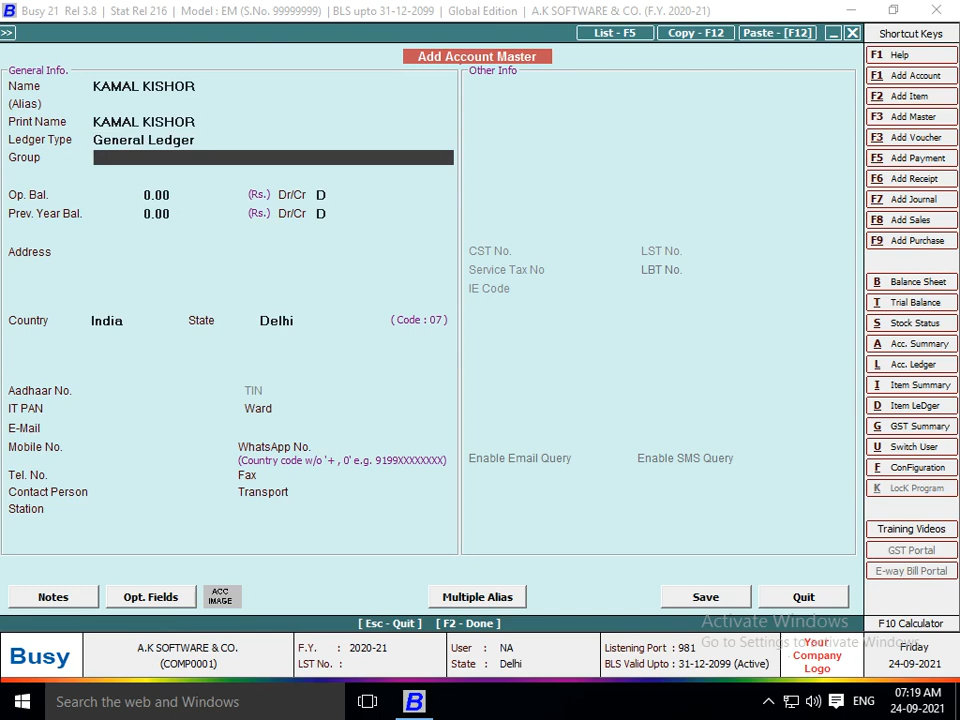 Busy 21 Rel 3.8 | Stat Rel 216 | Model : EM (S.No. 99999999) | BLS upto 31-12-2099 | Global Edition | A.K SOFTWARE & CO. (F.Y. 2020-21)
>> List - F5 Copy - F12 Paste - [F12] Shortcut Keys
Add Account Master
General Info. Other Info
Name KAMAL KISHOR
(Alias)
Print Name KAMAL KISHOR
Ledger Type General Ledger
Group
Op. Bal. 0.00 (Rs.) Dr/Cr D
Prev. Year Bal. 0.00 (Rs.) Dr/Cr D
Address
Country India State Delhi (Code : 07)
Aadhaar No. TIN
IT PAN Ward
E-Mail
Mobile No. WhatsApp No.
(Country code w/o '+ , 0' e.g. 9199XXXXXXXX)
Tel. No. Fax
Contact Person Transport
Station
CST No. LST No.
Service Tax No LBT No.
IE Code
Enable Email Query Enable SMS Query
F1 Help
F1 Add Account
F2 Add Item
F3 Add Master
F3 Add Voucher
F5 Add Payment
F6 Add Receipt
F7 Add Journal
F8 Add Sales
F9 Add Purchase
B Balance Sheet
T Trial Balance
S Stock Status
A Acc. Summary
L Acc. Ledger
I Item Summary
D Item LeDger
G GST Summary
U Switch User
F ConFiguration
K LocK Program
Training Videos
GST Portal
E-way Bill Portal
Notes Opt. Fields ACC IMAGE Multiple Alias Save Quit
[ Esc - Quit ] [ F2 - Done ] F10 Calculator
Activate Windows
Go to Settings to activate Windows.
Busy
A.K SOFTWARE & CO.
(COMP0001)
F.Y. : 2020-21
LST No. :
User : NA
State : Delhi
Listening Port : 981
BLS Valid Upto : 31-12-2099 (Active)
Your
Company
Logo
Friday
24-09-2021
Search the web and Windows B ENG
07:19 AM
24-09-2021